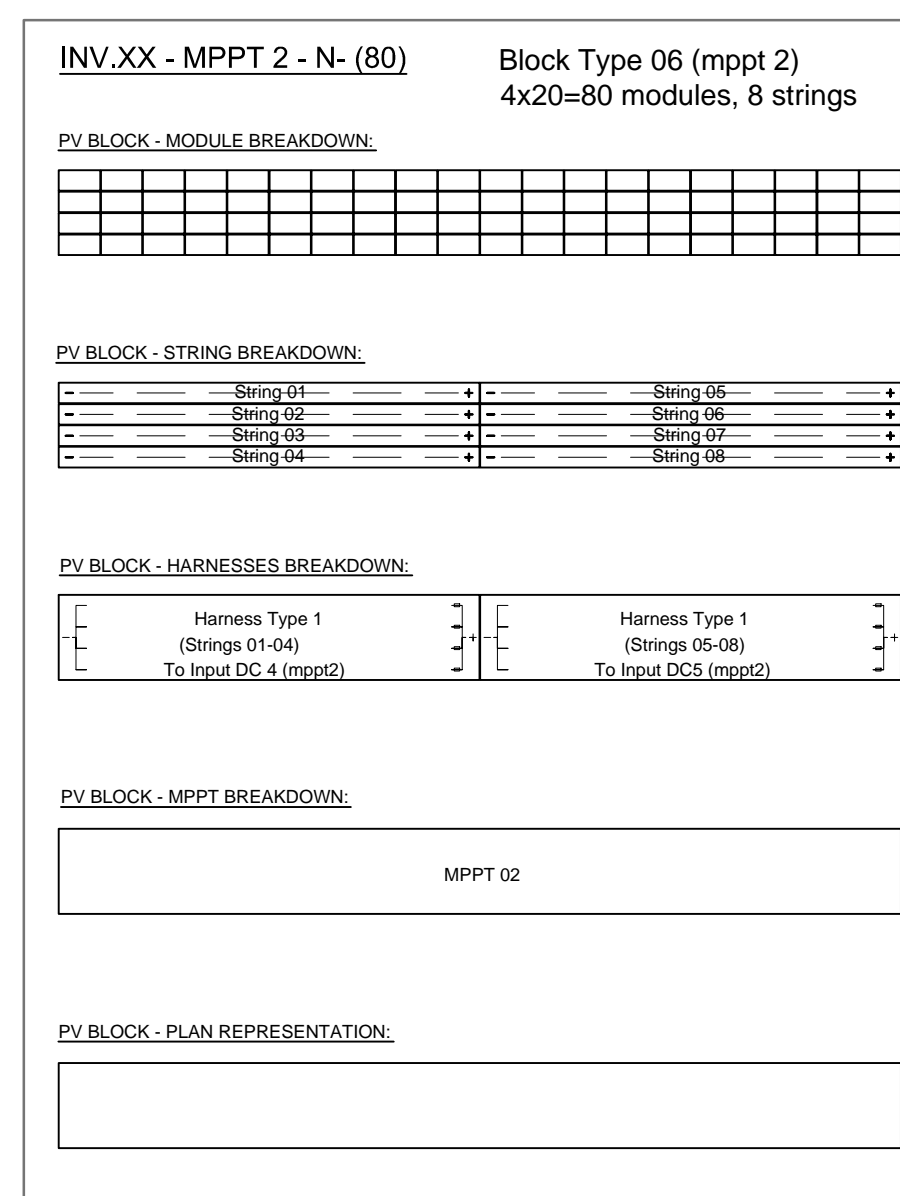 INV.XX - MPPT 2 - N- (80)
Block Type 06 (mppt 2)
4x20=80 modules, 8 strings
PV BLOCK - MODULE BREAKDOWN:
PV BLOCK - STRING BREAKDOWN:
- String 01 + - String 05 +
- String 02 + - String 06 +
- String 03 + - String 07 +
- String 04 + - String 08 +
PV BLOCK - HARNESSES BREAKDOWN:
Harness Type 1
(Strings 01-04)
To Input DC 4 (mppt2)
Harness Type 1
(Strings 05-08)
To Input DC5 (mppt2)
PV BLOCK - MPPT BREAKDOWN:
MPPT 02
PV BLOCK - PLAN REPRESENTATION: